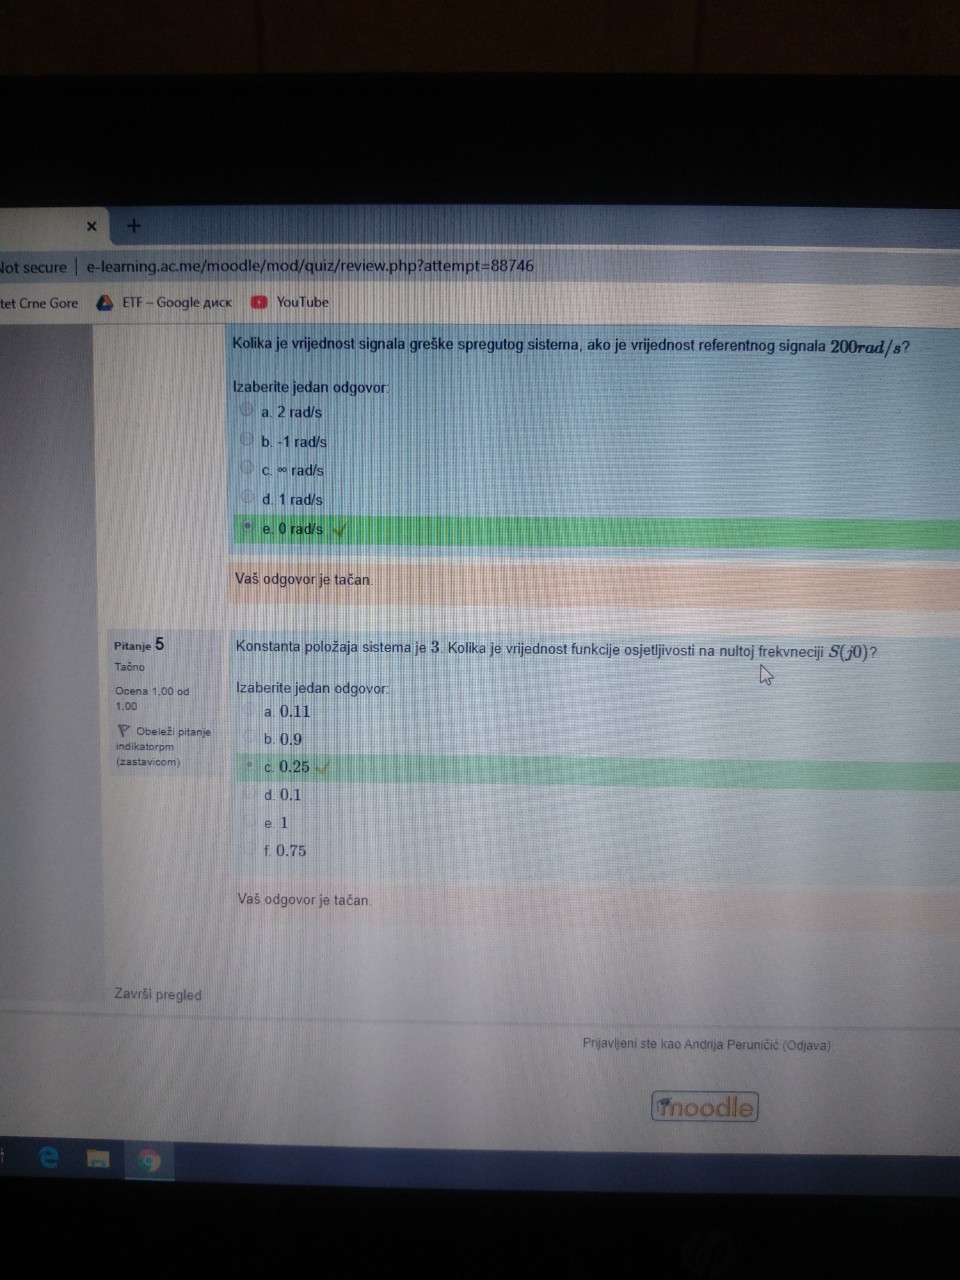 ×
+
Not secure | e-learning.ac.me/moodle/mod/quiz/review.php?attempt=88746
tet Crne Gore ETF – Google диск YouTube
Kolika je vrijednost signala greške spregutog sistema, ako je vrijednost referentnog signala 200rad/s?
Izaberite jedan odgovor:
a. 2 rad/s
b. -1 rad/s
c. ∞ rad/s
d. 1 rad/s
e. 0 rad/s
Vaš odgovor je tačan.
Pitanje 5
Tačno
Ocena 1,00 od
1,00
Obeleži pitanje
indikatorpm
(zastavicom)
Konstanta položaja sistema je 3. Kolika je vrijednost funkcije osjetljivosti na nultoj frekvneciji S(j0)?
Izaberite jedan odgovor:
a. 0.11
b. 0.9
c. 0.25
d. 0.1
e. 1
f. 0.75
Vaš odgovor je tačan.
Završi pregled
Prijavljeni ste kao Andrija Peruničić (Odjava)
moodle
hp